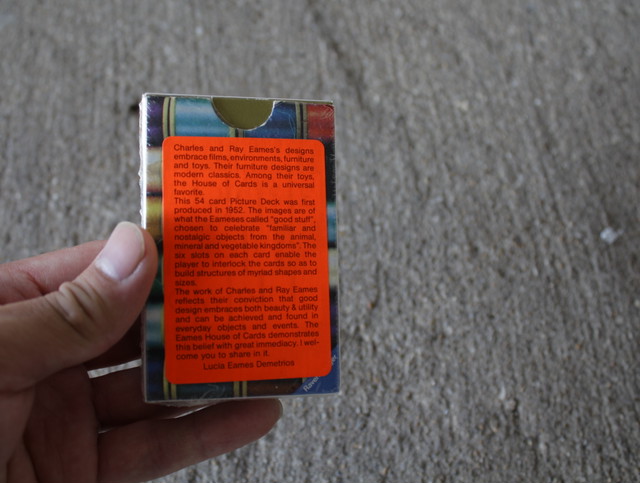 Charles and Ray Eames's designs
embrace films, environments, furniture
and toys. Their furniture designs are
modern classics. Among their toys,
the House of Cards is a universal
favorite.
This 54 card Picture Deck was first
produced in 1952. The images are of
what the Eameses called "good stuff",
chosen to celebrate "familiar and
nostalgic objects from the animal,
mineral and vegetable kingdoms". The
six slots on each card enable the
player to interlock the cards so as to
build structures of myriad shapes and
sizes.
The work of Charles and Ray Eames
reflects their conviction that good
design embraces both beauty & utility
and can be achieved and found in
everyday objects and events. The
Eames House of Cards demonstrates
this belief with great immediacy. I wel-
come you to share in it.
Lucia Eames Demetrios